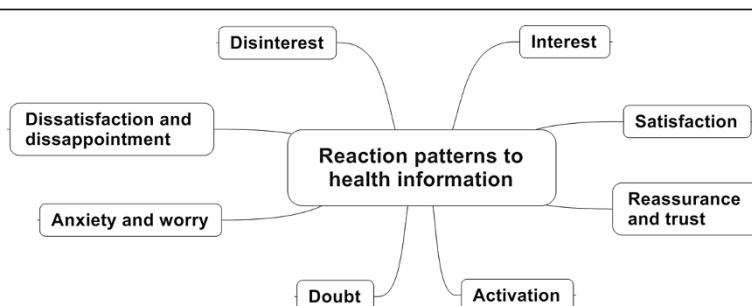 Disinterest
Interest
Dissatisfaction and
dissappointment
Satisfaction
Reaction patterns to
health information
Anxiety and worry
Reassurance
and trust
Doubt
Activation